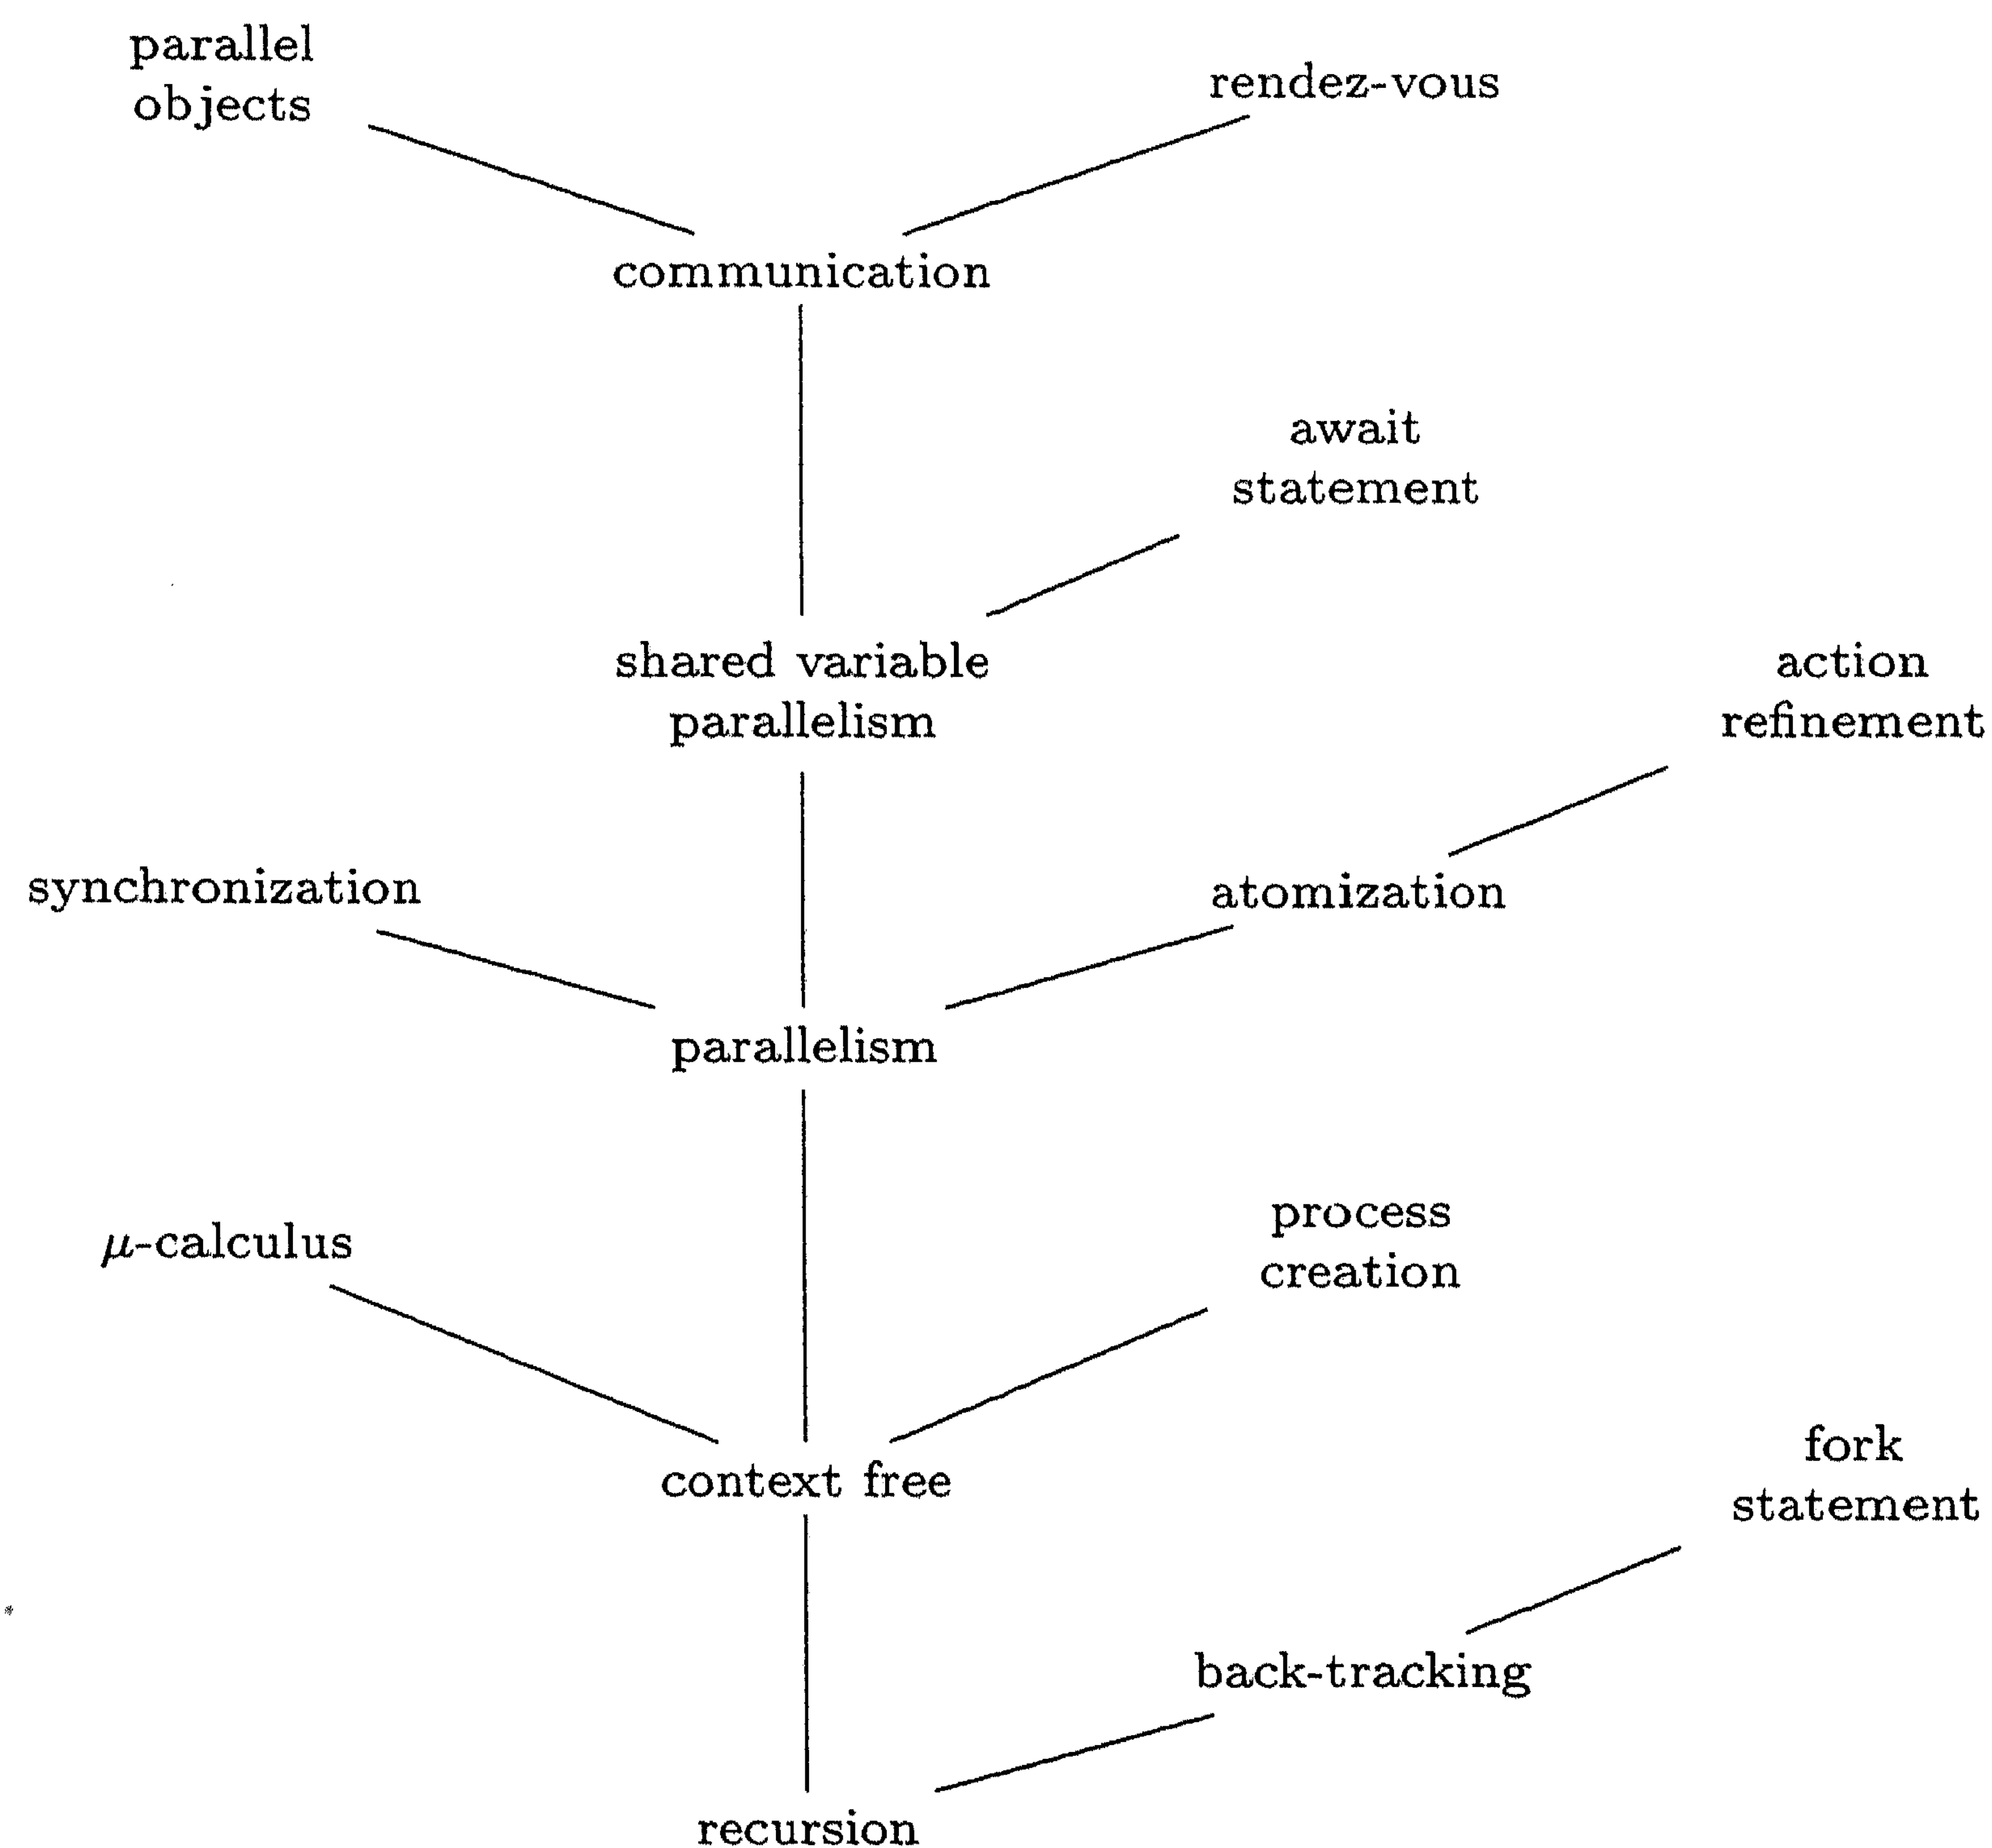 parallel
objects
rendez-vous
communication
await
statement
shared variable
parallelism
action
refinement
synchronization
atomization
parallelism
μ-calculus
process
creation
context free
fork
statement
back-tracking
recursion